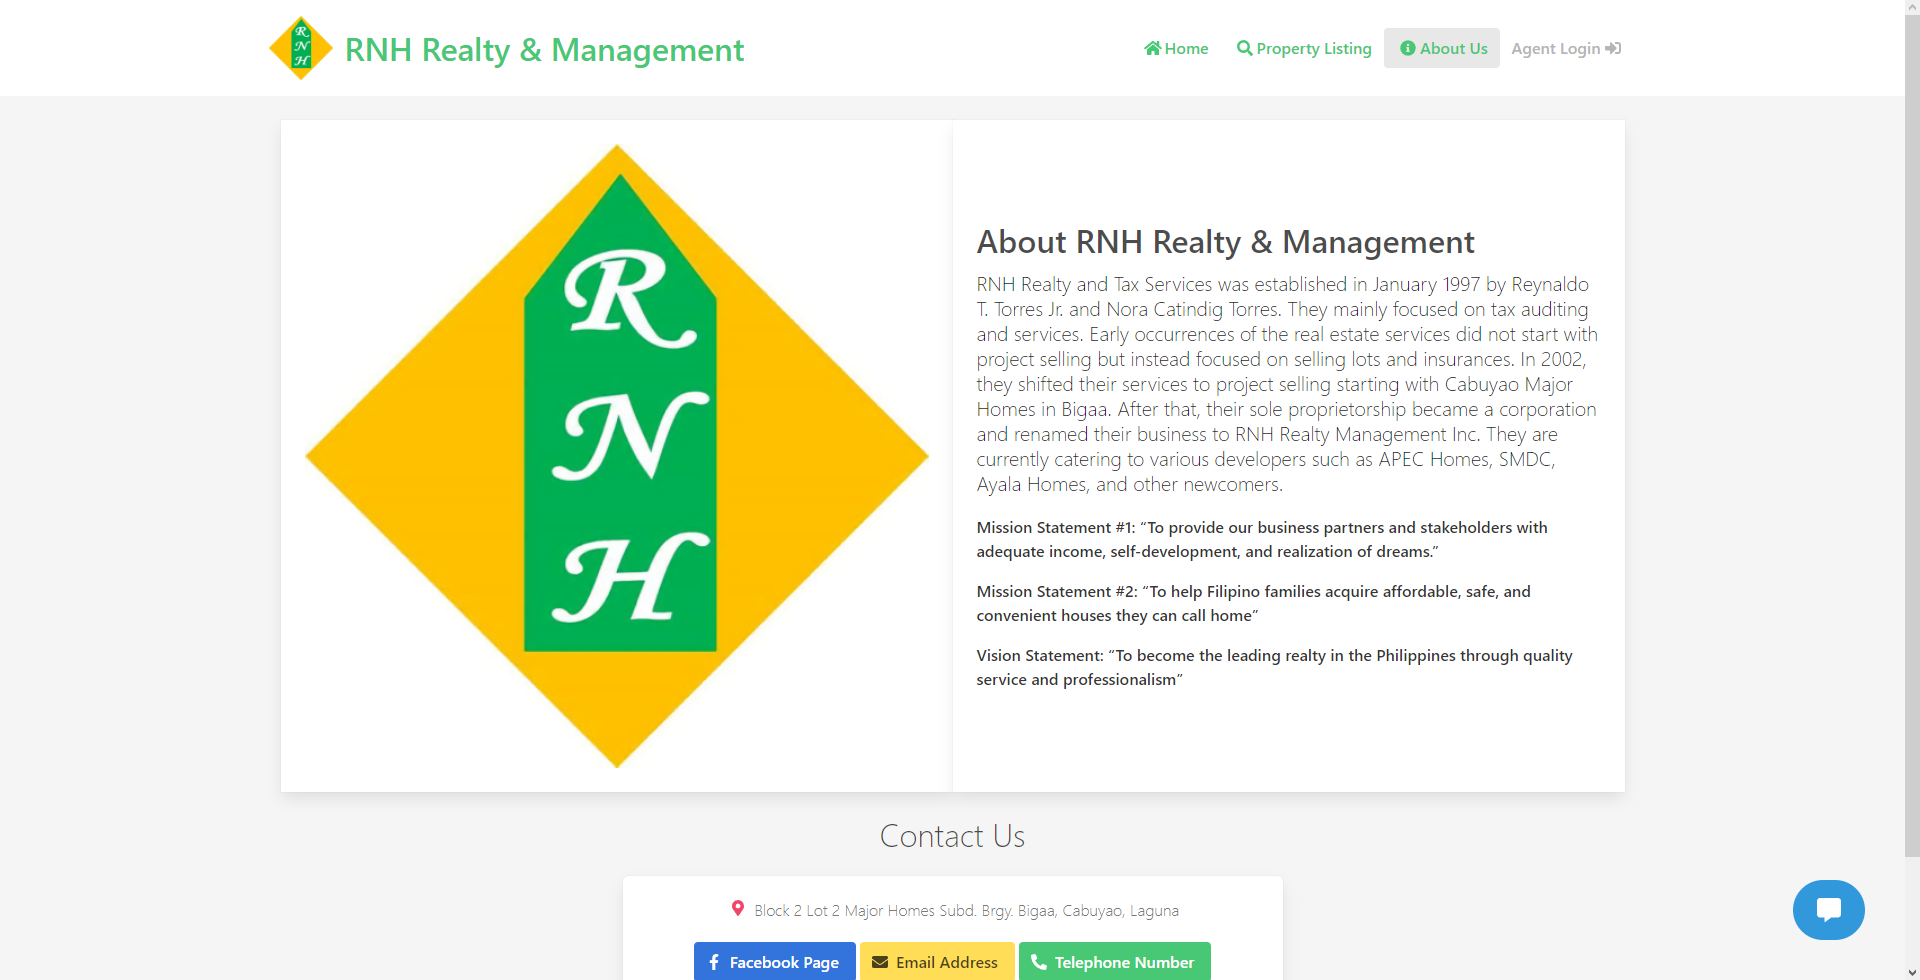 R
N
H
RNH Realty & Management
Home
Property Listing
About Us
Agent Login
R
N
H
About RNH Realty & Management
RNH Realty and Tax Services was established in January 1997 by Reynaldo
T. Torres Jr. and Nora Catindig Torres. They mainly focused on tax auditing
and services. Early occurrences of the real estate services did not start with
project selling but instead focused on selling lots and insurances. In 2002,
they shifted their services to project selling starting with Cabuyao Major
Homes in Bigaa. After that, their sole proprietorship became a corporation
and renamed their business to RNH Realty Management Inc. They are
currently catering to various developers such as APEC Homes, SMDC,
Ayala Homes, and other newcomers.
Mission Statement #1: “To provide our business partners and stakeholders with
adequate income, self-development, and realization of dreams.”
Mission Statement #2: “To help Filipino families acquire affordable, safe, and
convenient houses they can call home”
Vision Statement: “To become the leading realty in the Philippines through quality
service and professionalism”
Contact Us
Block 2 Lot 2 Major Homes Subd. Brgy. Bigaa, Cabuyao, Laguna
Facebook Page
Email Address
Telephone Number